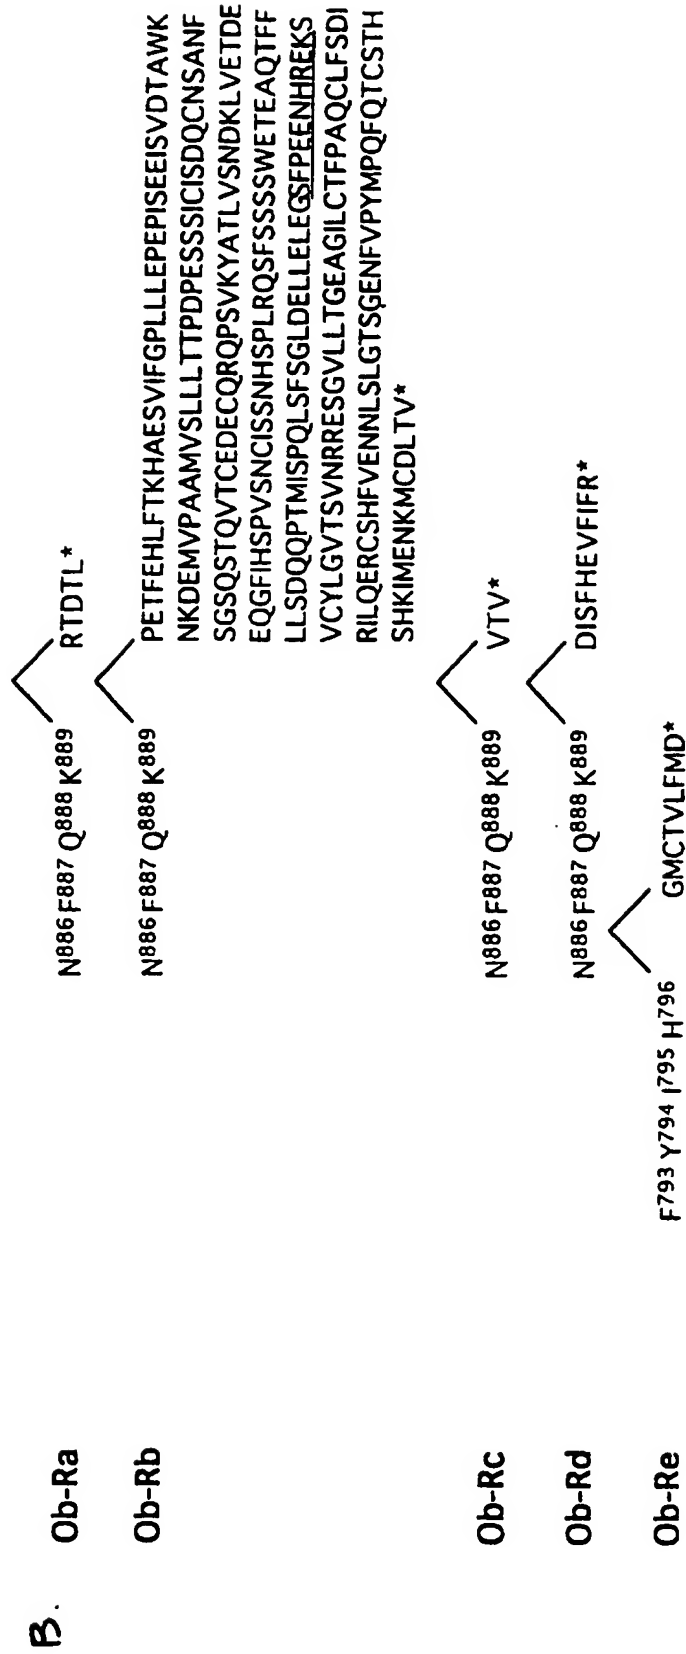 B.
Ob-Ra N886 F887 Q888 K889 RTDTL*
Ob-Rb N886 F887 Q888 K889 PETFEHLFTKHAESVIFGPLLLEPEPISEEISVDTAWK
NKDEMVPAAMVSLLLTTPDPESSSICISDQCNSANF
SGSQSTQVTCEDECQRQPSVKYATLVSNDKLVETDE
EQGFIHSPVSNCISSNHSPLRQSFSSSSWETEAQTFF
LLSDQQPTMISPQLSFSGLDELLELEGSFPEENHREKS
VCYLGVTSVNRRESGVLLTGEAGILCTFPAQCLFSDI
RILQERCSHFVENNLSLGTSGENFVPYMPQFQTCSTH
SHKIMENKMCDLTV*
Ob-Rc N886 F887 Q888 K889 VTV*
Ob-Rd N886 F887 Q888 K889 DISFHEVFIFR*
Ob-Re F793 Y794 I795 H796 GMCTVLFMD*